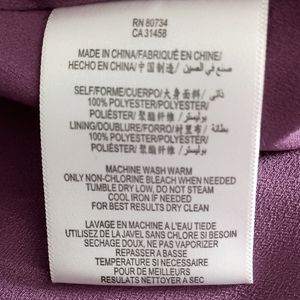 RN 80734
CA 31458
MADE IN CHINA/FABRIQUÉ EN CHINE/
HECHO EN CHINA/中国制造/ صنع في الصين
SELF/FORME/CUERPO/大身面料/ ذاتي/
100% POLYESTER/POLYESTER/
POLIÉSTER/ 聚酯纤维 / بوليستر/
LINING/DOUBLURE/FORRO/衬里布/ بطانة/
100% POLYESTER/POLYESTER/
POLIÉSTER/ 聚酯纤维 / بوليستر
MACHINE WASH WARM
ONLY NON-CHLORINE BLEACH WHEN NEEDED
TUMBLE DRY LOW, DO NOT STEAM
COOL IRON IF NEEDED
FOR BEST RESULTS DRY CLEAN
LAVAGE EN MACHINE A L'EAU TIEDE
UTILISEZ DE LA JAVEL SANS CHLORE SI BESOIN
SECHAGE DOUX, NE PAS VAPORIZER
REPASSER A BASSE
TEMPERATURE SI NECESSAIRE
POUR DES MEILLEURS
RESULATS NETTOYER A SEC